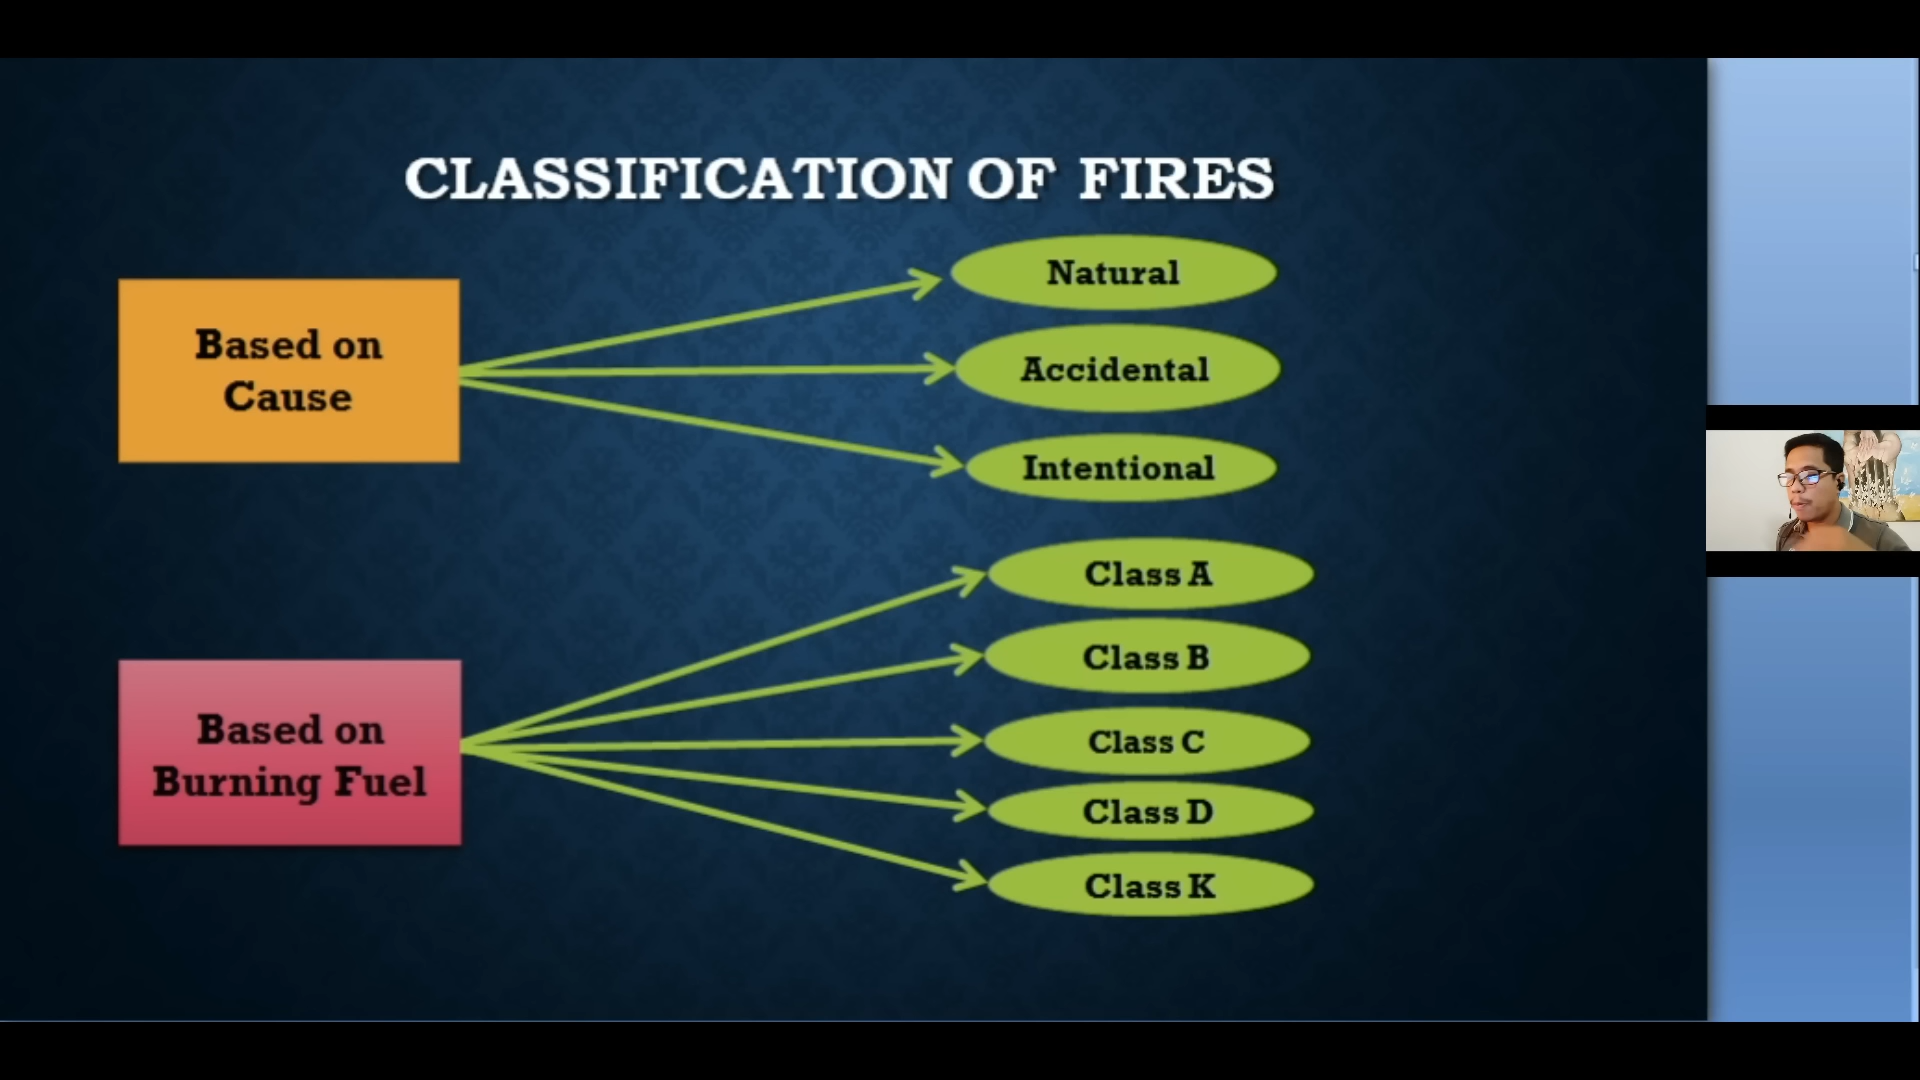 CLASSIFICATION OF FIRES
Based on
Cause
Natural
Accidental
Intentional
Based on
Burning Fuel
Class A
Class B
Class C
Class D
Class K